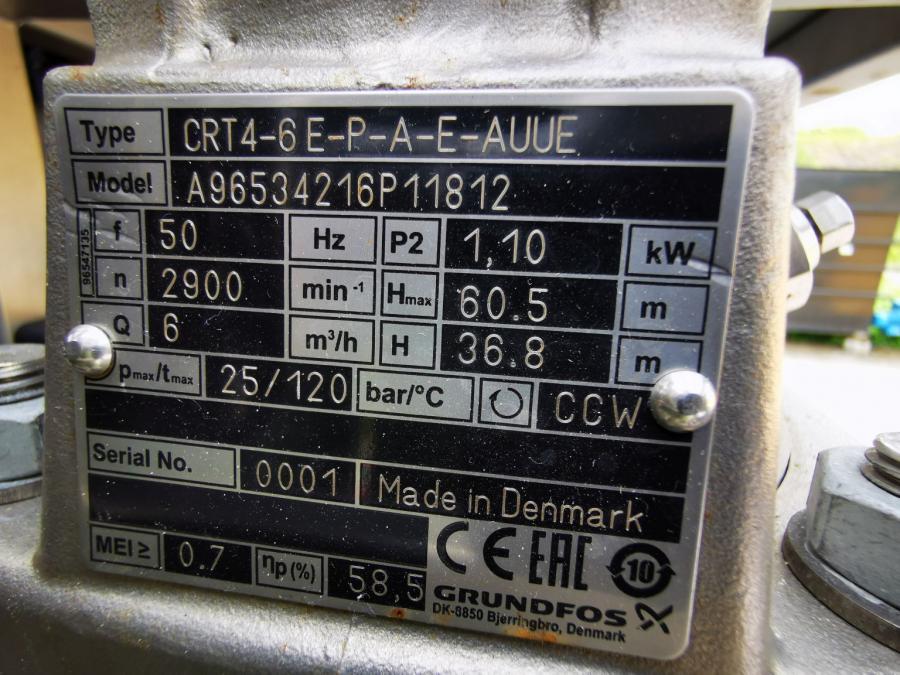 Type CRT4-6 E-P-A-E-AUUE
Model A96534216P11812
96547135
f 50 Hz P2 1,10 kW
n 2900 min-1 Hmax 60.5 m
Q 6 m³/h H 36.8 m
pmax/tmax 25/120 bar/°C CCW
Serial No. 0001 Made in Denmark
MEI ≥ 0.7 ηp(%) 58,5
CE EAC 10
GRUNDFOS
DK-8850 Bjerringbro, Denmark